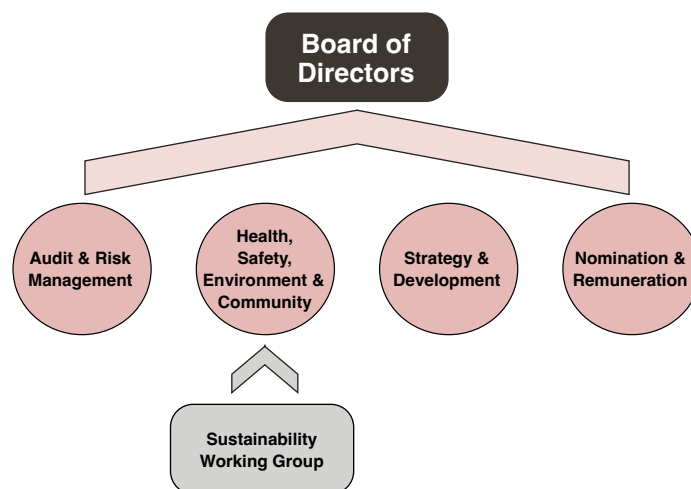 Board of
Directors
Audit & Risk
Management
Health,
Safety,
Environment &
Community
Strategy &
Development
Nomination &
Remuneration
Sustainability
Working Group